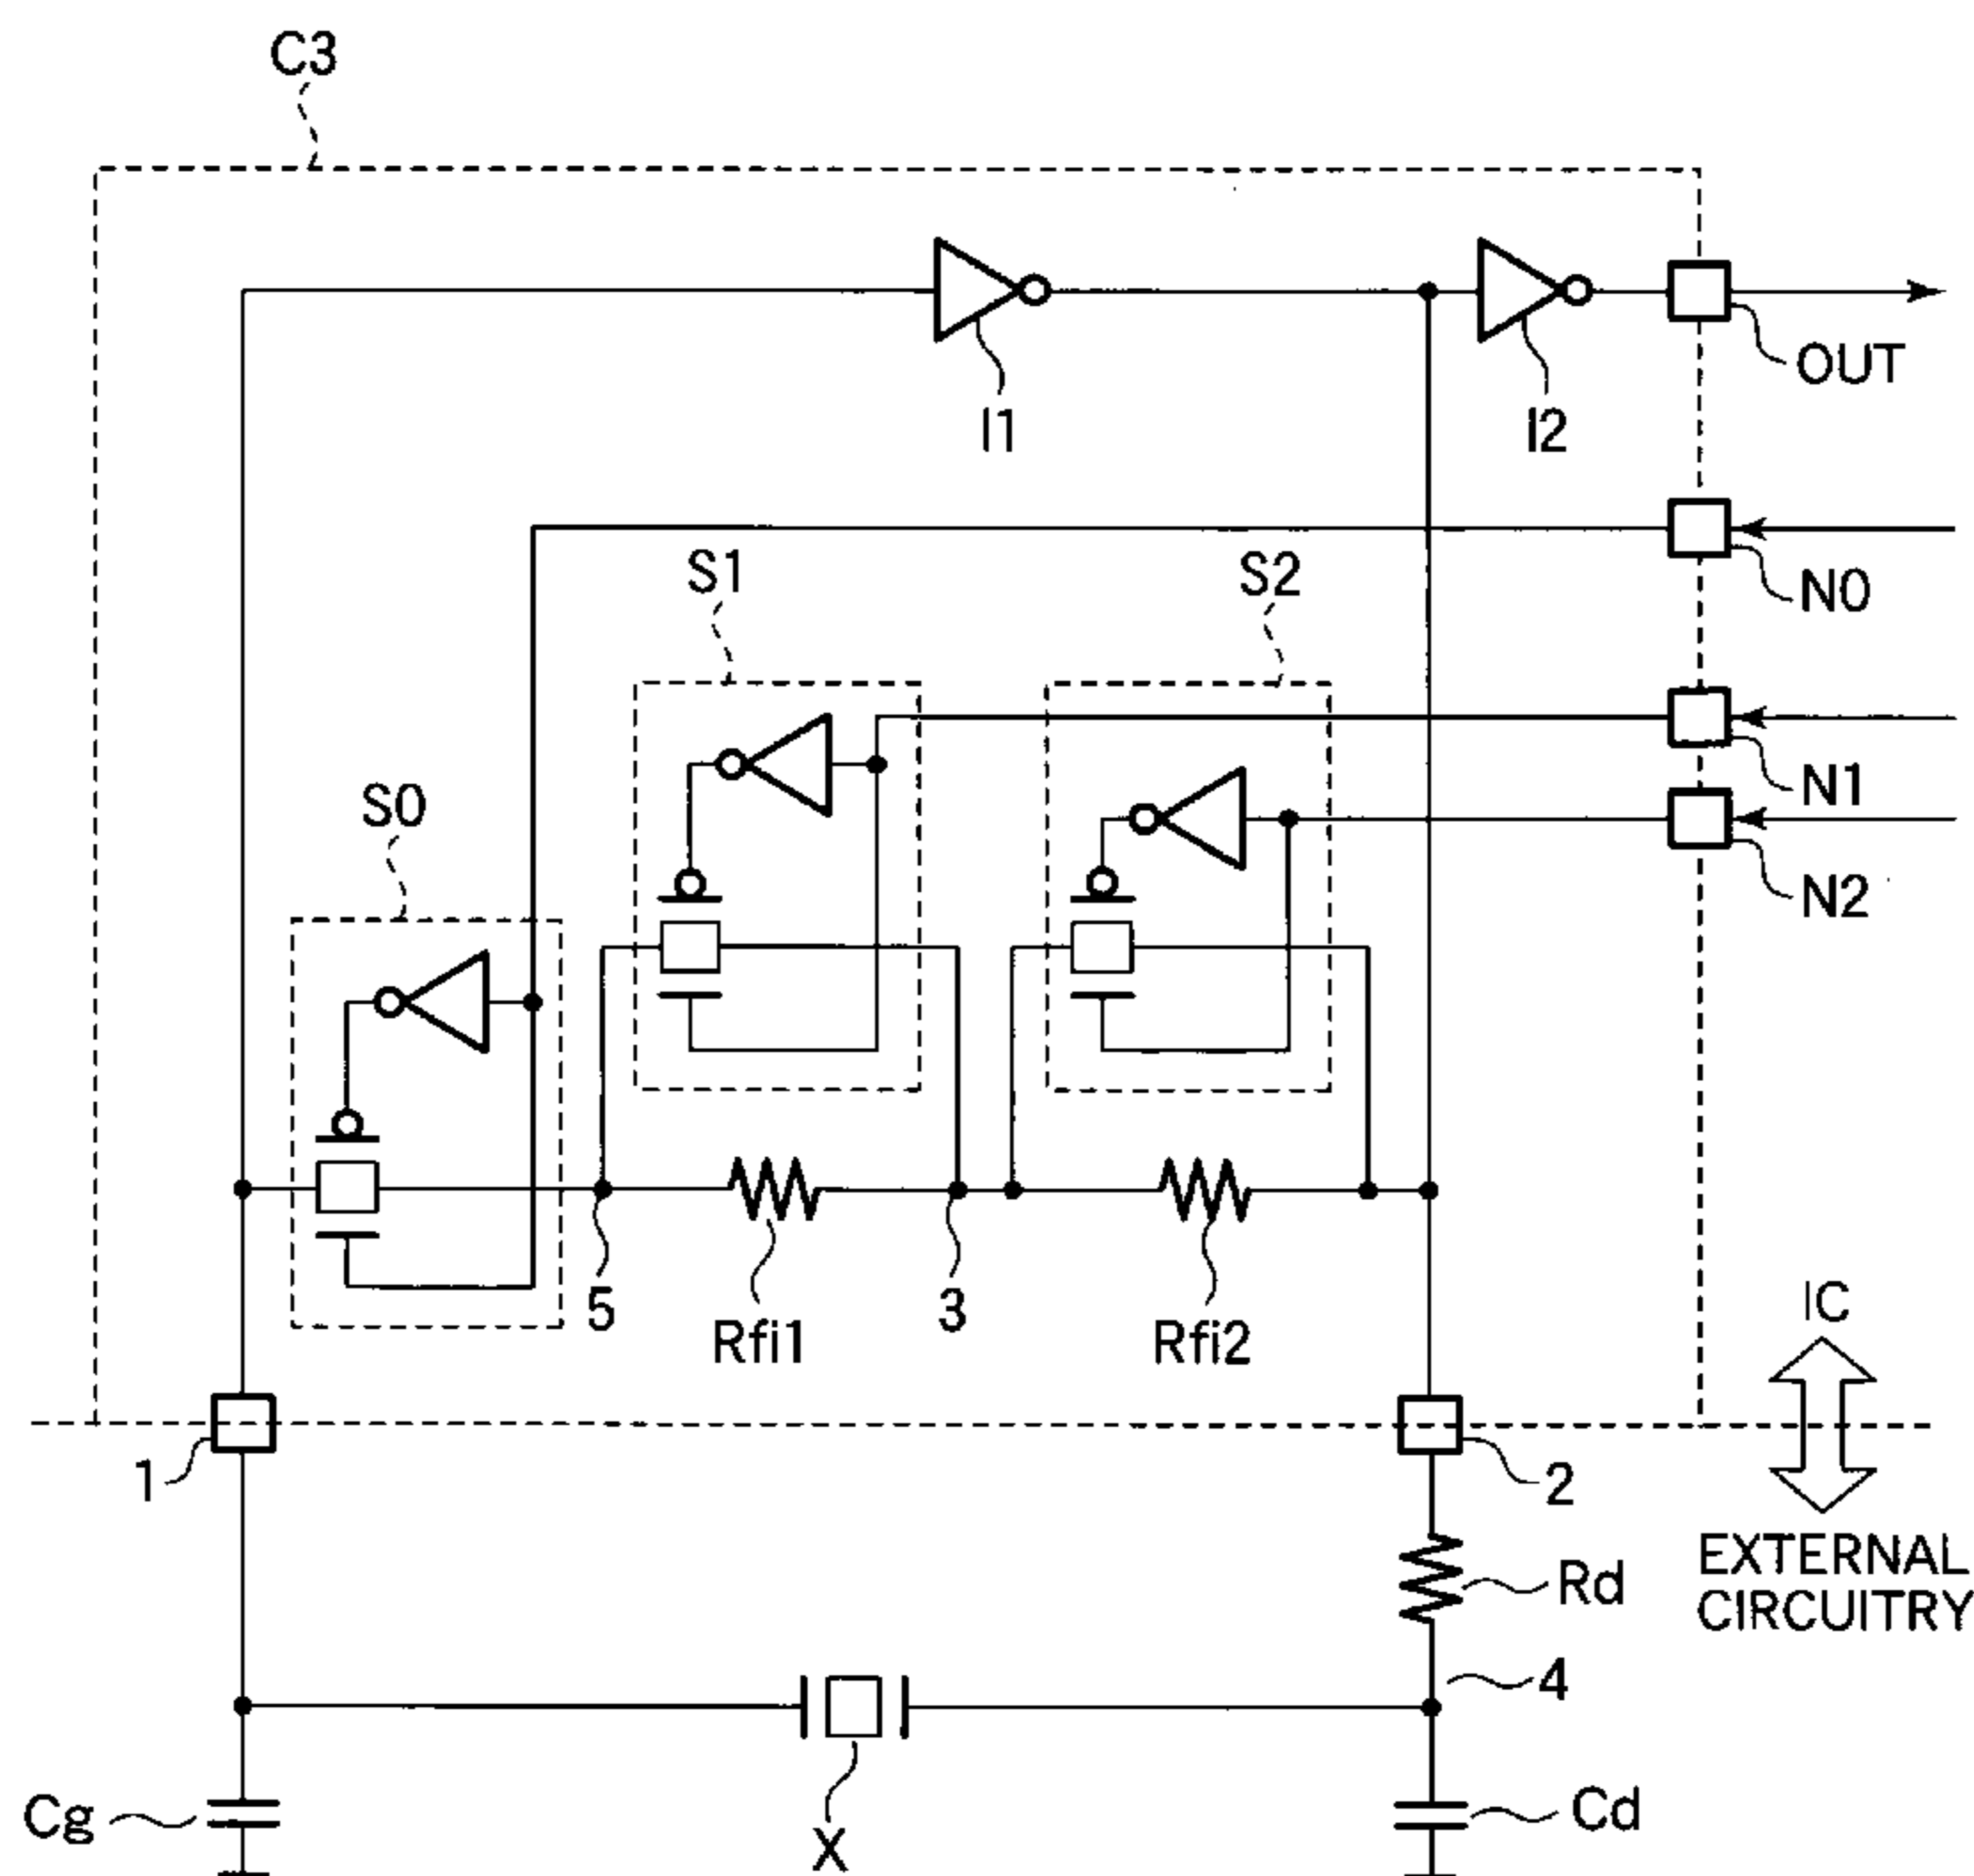 C3
I1
I2
OUT
N0
S1
S2
N1
N2
S0
5
3
Rfi1
Rfi2
IC
1
2
EXTERNAL
CIRCUITRY
Rd
4
Cg
X
Cd